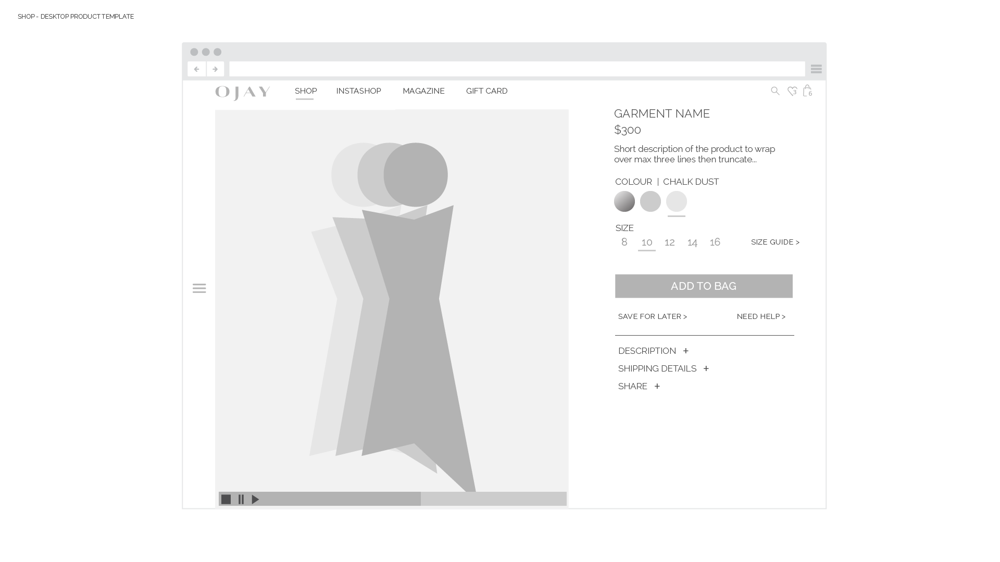 SHOP - DESKTOP PRODUCT TEMPLATE
OJAY SHOP INSTASHOP MAGAZINE GIFT CARD 3 6
GARMENT NAME
$300
Short description of the product to wrap
over max three lines then truncate...
COLOUR | CHALK DUST
SIZE
8 10 12 14 16 SIZE GUIDE >
ADD TO BAG
SAVE FOR LATER > NEED HELP >
DESCRIPTION +
SHIPPING DETAILS +
SHARE +